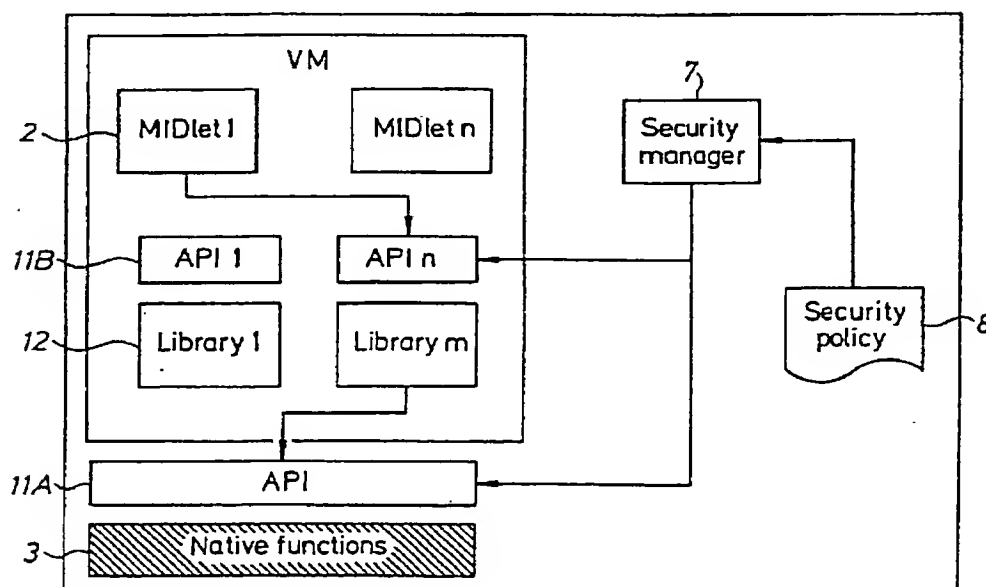 VM
7
2
MIDlet 1
MIDlet n
Security
manager
11B
API 1
API n
12
Library 1
Library m
Security
policy
8
11A
API
3
Native functions